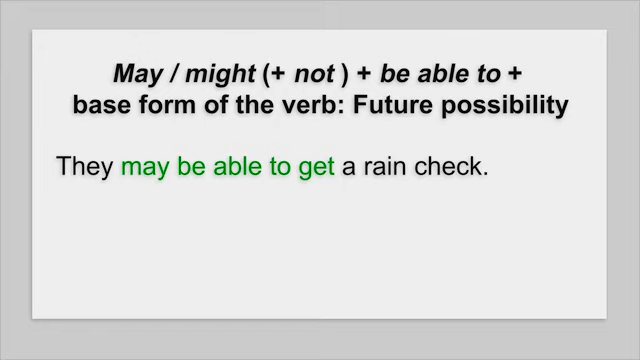 May / might (+ not ) + be able to +
base form of the verb: Future possibility
They may be able to get a rain check.